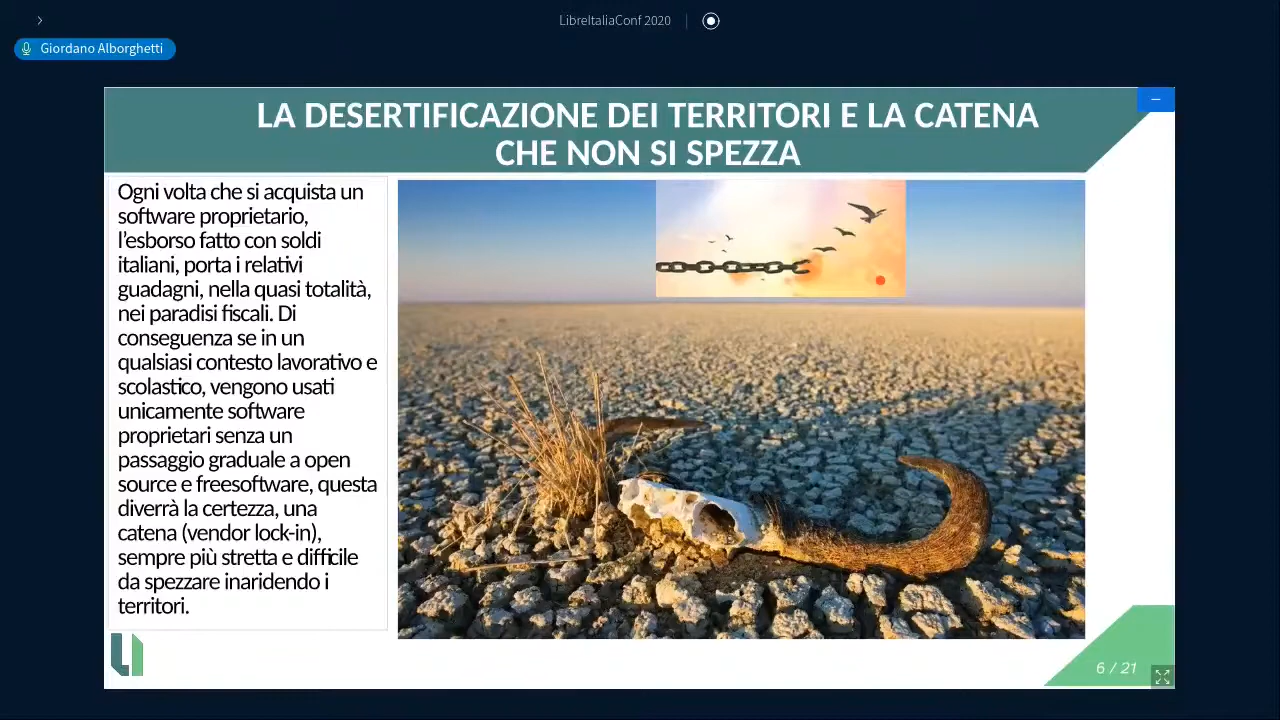 LibreItaliaConf 2020
Giordano Alborghetti
LA DESERTIFICAZIONE DEI TERRITORI E LA CATENA
CHE NON SI SPEZZA
Ogni volta che si acquista un
software proprietario,
l'esborso fatto con soldi
italiani, porta i relativi
guadagni, nella quasi totalità,
nei paradisi fiscali. Di
conseguenza se in un
qualsiasi contesto lavorativo e
scolastico, vengono usati
unicamente software
proprietari senza un
passaggio graduale a open
source e freesoftware, questa
diverrà la certezza, una
catena (vendor lock-in),
sempre più stretta e difficile
da spezzare inaridendo i
territori.
6 / 21